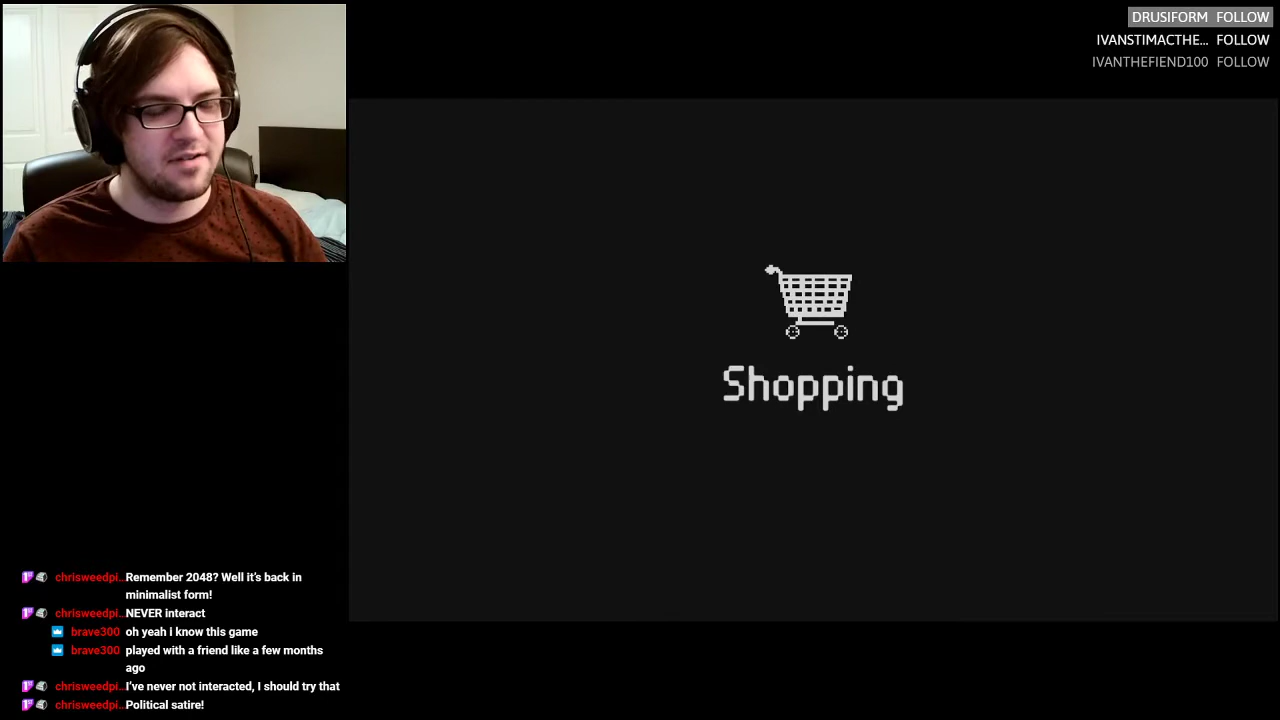 DRUSIFORM FOLLOW
IVANSTIMACTHE... FOLLOW
IVANTHEFIEND100 FOLLOW
Shopping
chrisweedpi... Remember 2048? Well it's back in
minimalist form!
chrisweedpi... NEVER interact
brave300 oh yeah I know this game
brave300 played with a friend like a few months
ago
chrisweedpi... I've never not interacted, I should try that
chrisweedpi... Political satire!